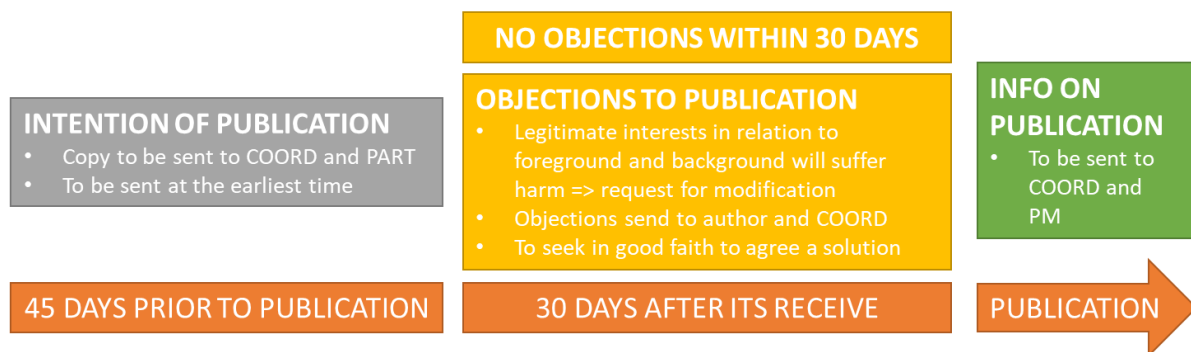 NO OBJECTIONS WITHIN 30 DAYS
INTENTION OF PUBLICATION
• Copy to be sent to COORD and PART
• To be sent at the earliest time
OBJECTIONS TO PUBLICATION
• Legitimate interests in relation to
foreground and background will suffer
harm => request for modification
• Objections send to author and COORD
• To seek in good faith to agree a solution
INFO ON
PUBLICATION
• To be sent to
COORD and
PM
45 DAYS PRIOR TO PUBLICATION
30 DAYS AFTER ITS RECEIVE
PUBLICATION